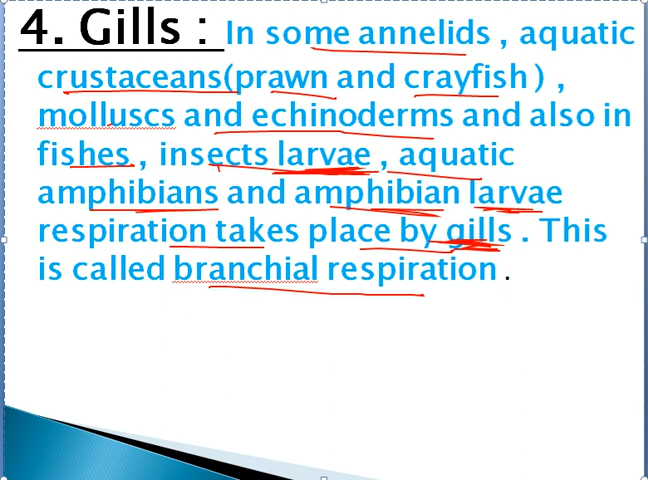 4. Gills : In some annelids , aquatic
crustaceans(prawn and crayfish ) ,
molluscs and echinoderms and also in
fishes , insects larvae , aquatic
amphibians and amphibian larvae
respiration takes place by gills . This
is called branchial respiration .